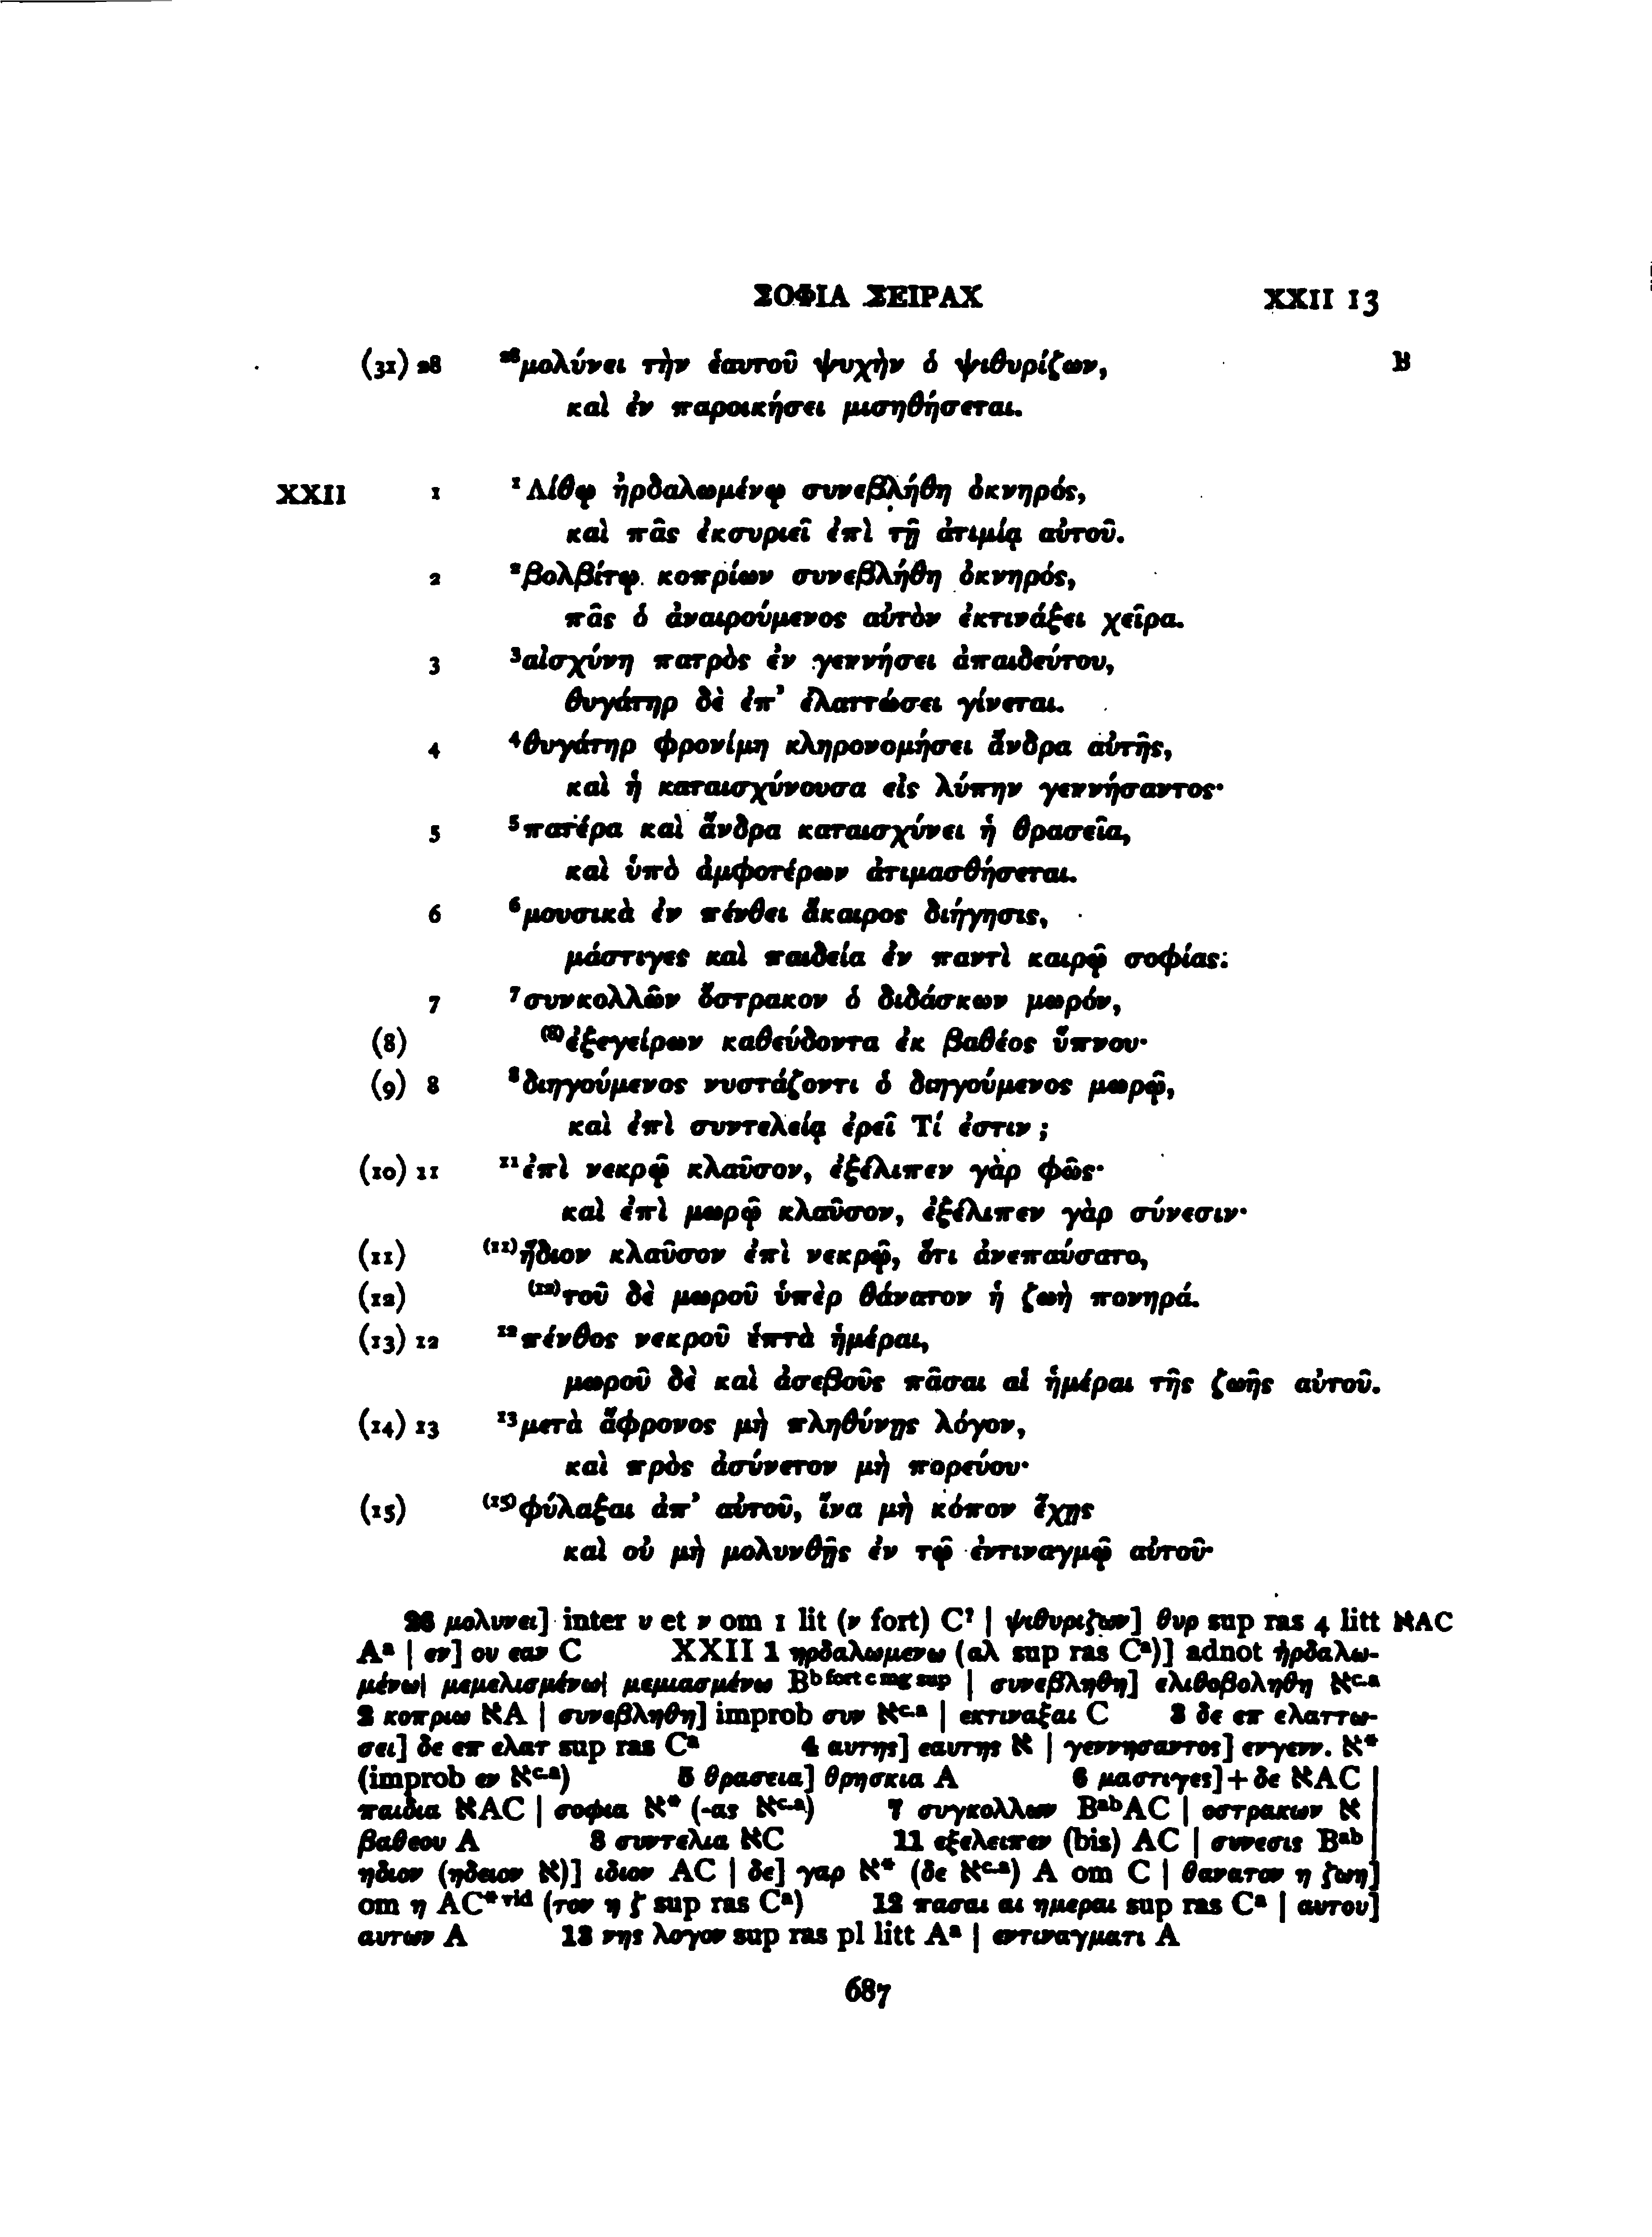 ΣΟΦΙΑ ΣΕΙΡΑΧ XXII 13
(31) 28 ²⁸μολύνει τὴν ἑαυτοῦ ψυχὴν ὁ ψιθυρίζων, B
καὶ ἐν παροικήσει μισηθήσεται.
XXII 1 ¹Λίθῳ ἠρδαλωμένῳ συνεβλήθη ὀκνηρός,
καὶ πᾶς ἐκσυριεῖ ἐπὶ τῇ ἀτιμίᾳ αὐτοῦ.
2 ²βολβίτῳ κοπρίων συνεβλήθη ὀκνηρός,
πᾶς ὁ ἀναιρούμενος αὐτὸν ἐκτινάξει χεῖρα.
3 ³αἰσχύνη πατρὸς ἐν γεννήσει ἀπαιδεύτου,
θυγάτηρ δὲ ἐπ’ ἐλαττώσει γίνεται.
4 ⁴θυγάτηρ φρονίμη κληρονομήσει ἄνδρα αὐτῆς,
καὶ ἡ καταισχύνουσα εἰς λύπην γεννήσαντος·
5 ⁵πατέρα καὶ ἄνδρα καταισχύνει ἡ θρασεῖα,
καὶ ὑπὸ ἀμφοτέρων ἀτιμασθήσεται.
6 ⁶μουσικὰ ἐν πένθει ἄκαιρος διήγησις,
μάστιγες καὶ παιδεία ἐν παντὶ καιρῷ σοφίας.
7 ⁷συνκολλῶν ὄστρακον ὁ διδάσκων μωρόν,
(8) ⁽⁸⁾ἐξεγείρων καθεύδοντα ἐκ βαθέος ὕπνου·
(9) 8 ⁸διηγούμενος νυστάζοντι ὁ διηγούμενος μωρῷ,
καὶ ἐπὶ συντελείᾳ ἐρεῖ Τί ἐστιν ;
(10) 11 ¹¹ἐπὶ νεκρῷ κλαῦσον, ἐξέλιπεν γὰρ φῶς·
καὶ ἐπὶ μωρῷ κλαῦσον, ἐξέλιπεν γὰρ σύνεσιν·
(11) ⁽¹¹⁾ἥδιον κλαῦσον ἐπὶ νεκρῷ, ὅτι ἀνεπαύσατο,
(12) ⁽¹²⁾τοῦ δὲ μωροῦ ὑπὲρ θάνατον ἡ ζωὴ πονηρά.
(13) 12 ¹²πένθος νεκροῦ ἑπτὰ ἡμέραι,
μωροῦ δὲ καὶ ἀσεβοῦς πᾶσαι αἱ ἡμέραι τῆς ζωῆς αὐτοῦ.
(14) 13 ¹³μετὰ ἄφρονος μὴ πληθύνῃς λόγον,
καὶ πρὸς ἀσύνετον μὴ πορεύου·
(15) ⁽¹⁵⁾φύλαξαι ἀπ’ αὐτοῦ, ἵνα μὴ κόπον ἔχῃς
καὶ οὐ μὴ μολυνθῇς ἐν τῷ ἐντιναγμῷ αὐτοῦ·
28 μολυνει] inter υ et ν om 1 lit (ν fort) C? | ψιθυριζων] θυρ sup ras 4 litt ℵAC
Aᵃ | εν] ου εαν C XXII 1 ηρδαλωμενω (αλ sup ras Cᵃ)] adnot ἠρδαλω-
μένω| μεμελισμένω| μεμιασμένω Bᵇ ᶠᵒʳᵗ ᶜ ᵐᵍ ˢᵘᵖ | συνεβληθη] ελιθοβοληθη ℵᶜ·ᵃ
2 κοπριω ℵA | συνεβληθη] improb συν ℵᶜ·ᵃ | εκτιναξαι C 3 δε επ ελαττω-
σει] δε επ ελατ sup ras Cᵃ 4 αυτης] εαυτης ℵ | γεννησαντος] ενγενν. ℵ*
(improb εν ℵᶜ·ᵃ) 5 θρασεια] θρησκια A 6 μαστιγες]+δε ℵAC |
παιδια ℵAC | σοφια ℵ* (-ας ℵᶜ·ᵃ) 7 συγκολλων BᵃᵇAC | οστρακων ℵ |
βαθεου A 8 συντελια ℵC 11 εξελειπεν (bis) AC | συνεσις Bᵃᵇ |
ηδιον (ηδειον ℵ)] ιδιον AC | δε] γαρ ℵ* (δε ℵᶜ·ᵃ) A om C | θανατον η ζωη]
om η AC*ᵛⁱᵈ (τον η ζ sup ras Cᵃ) 12 πασαι αι ημεραι sup ras Cᵃ | αυτου]
αυτων A 13 νης λογον sup ras pl litt Aᵃ | εντιναγματι A
687